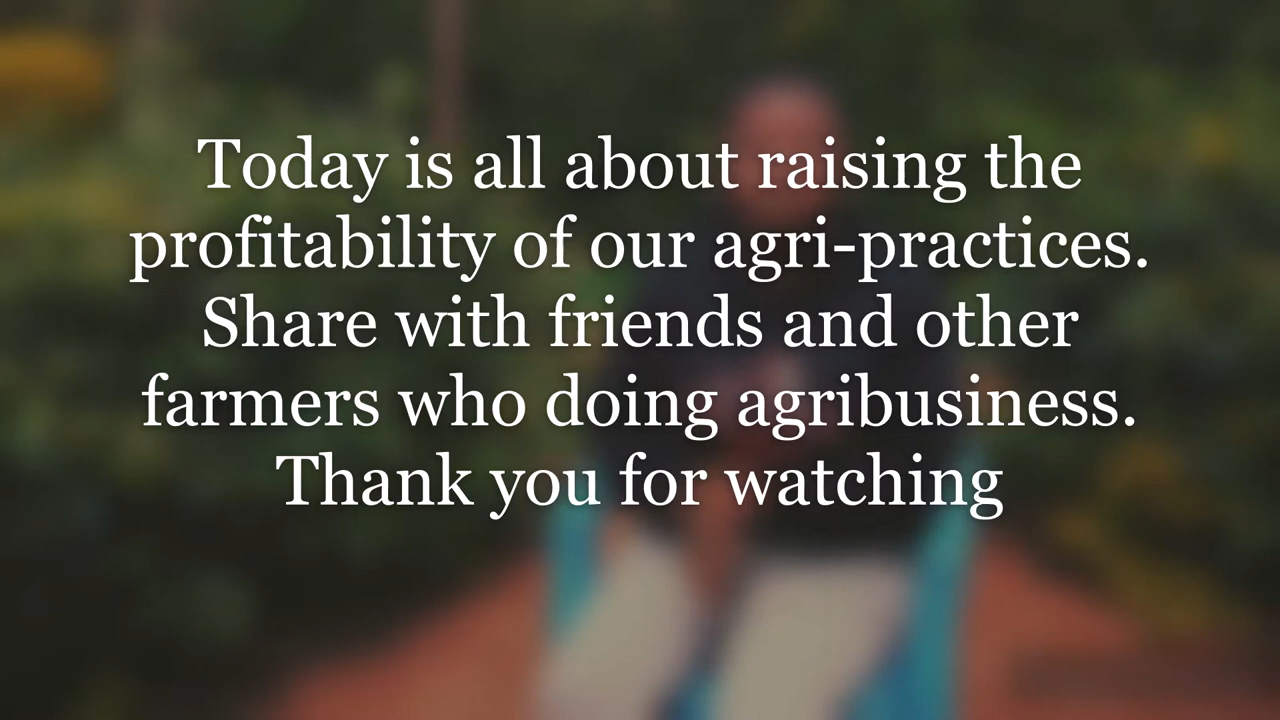 Today is all about raising the
profitability of our agri-practices.
Share with friends and other
farmers who doing agribusiness.
Thank you for watching